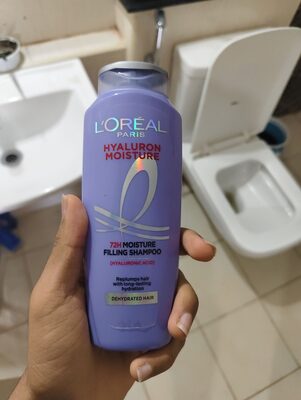 L'ORÉAL
PARIS
HYALURON
MOISTURE
72H MOISTURE
FILLING SHAMPOO
[HYALURONIC ACID]
Replumps hair
with long-lasting
hydration
DEHYDRATED HAIR